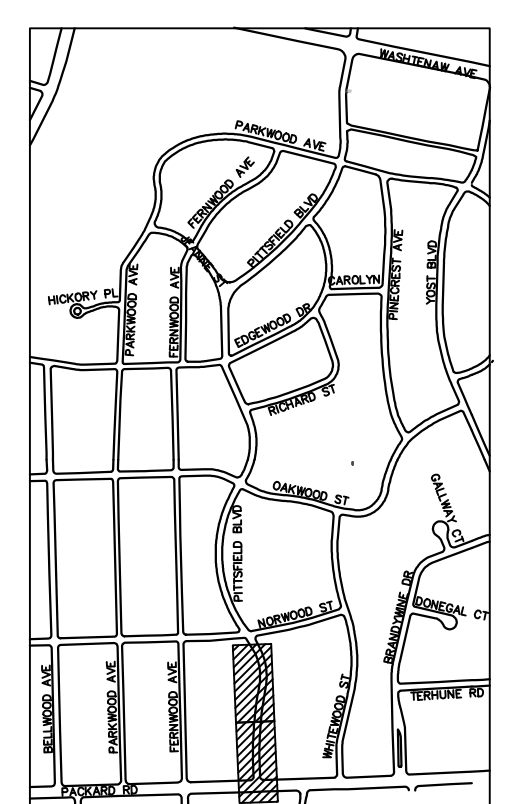 WASHTENAW AVE
PARKWOOD AVE
FERNWOOD AVE
PITTSFIELD BLVD
JEANNE ST
CAROLYN
PINECREST AVE
YOST BLVD
HICKORY PL
PARKWOOD AVE
FERNWOOD AVE
EDGEWOOD DR
RICHARD ST
OAKWOOD ST
GALLWAY CT
PITTSFIELD BLVD
NORWOOD ST
BRANDYWINE DR
DONEGAL CT
BELLWOOD AVE
PARKWOOD AVE
FERNWOOD AVE
WHITEWOOD ST
TERHUNE RD
PACKARD RD